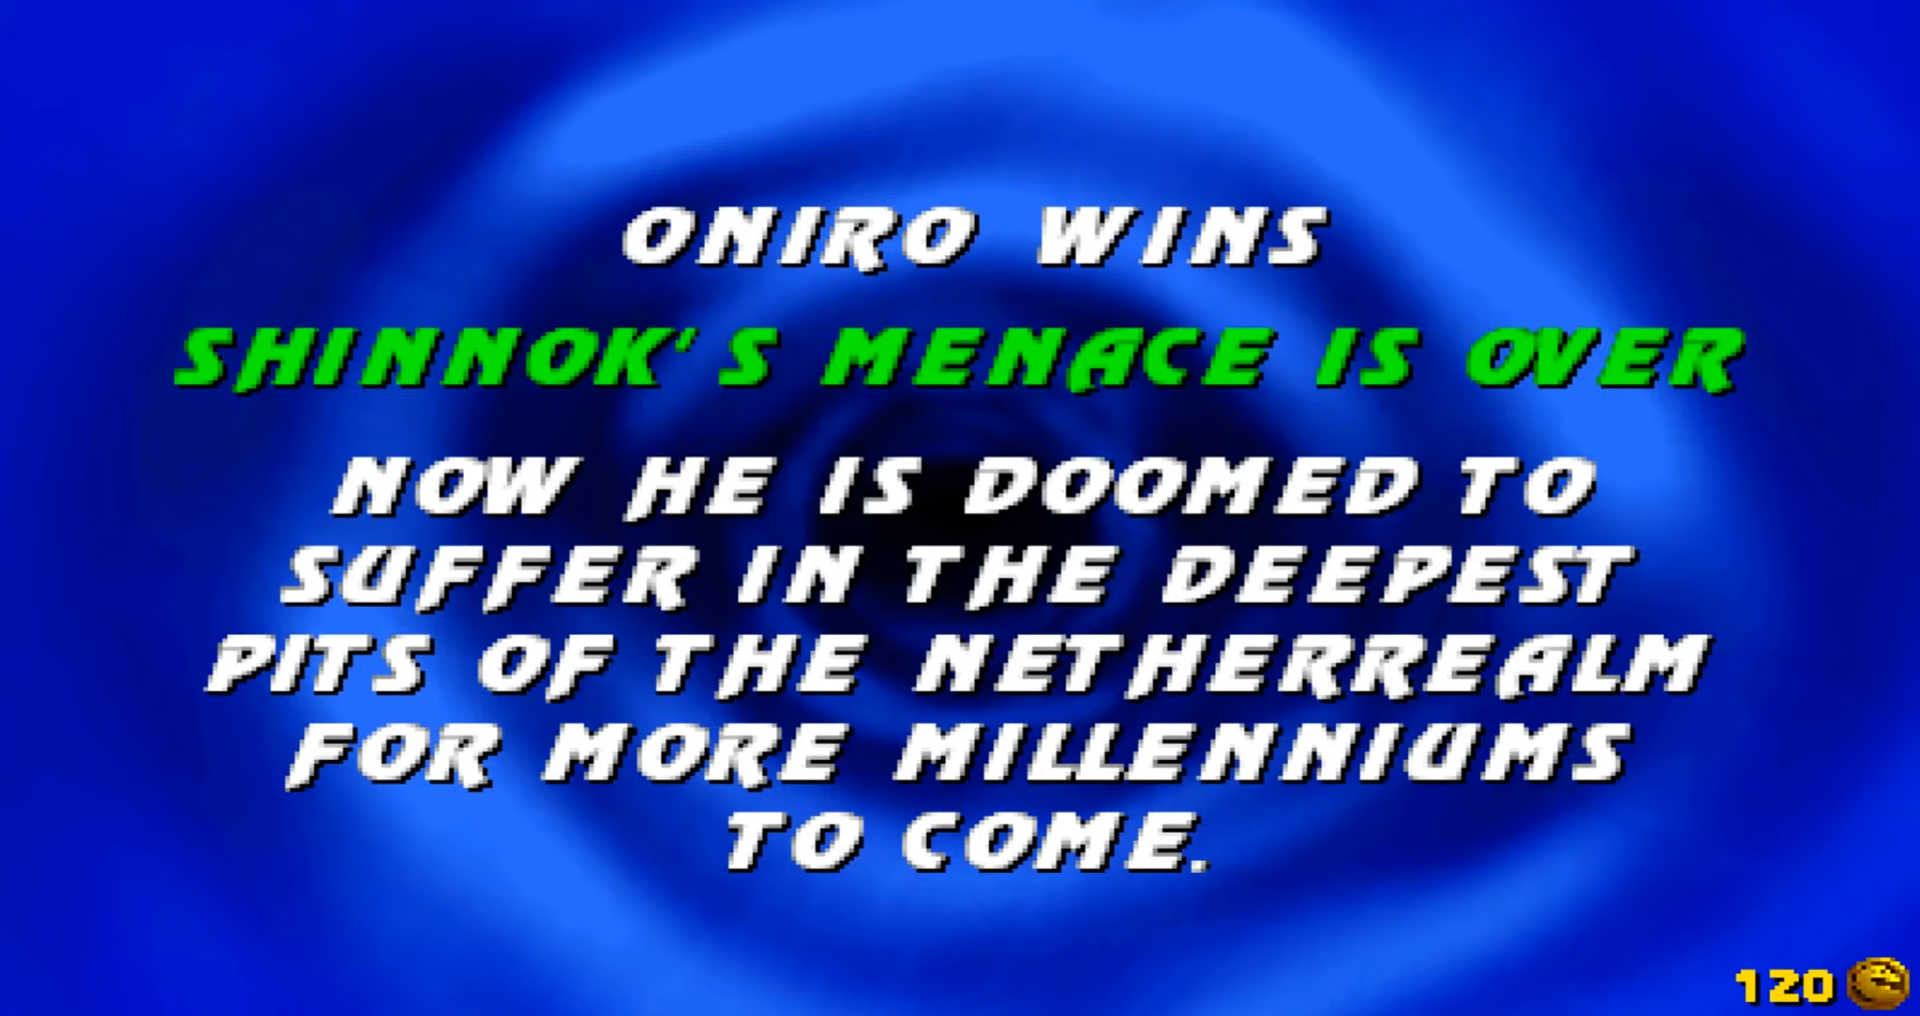 ONIRO WINS
SHINNOK'S MENACE IS OVER
NOW HE IS DOOMED TO
SUFFER IN THE DEEPEST
PITS OF THE NETHERREALM
FOR MORE MILLENNIUMS
TO COME.
120